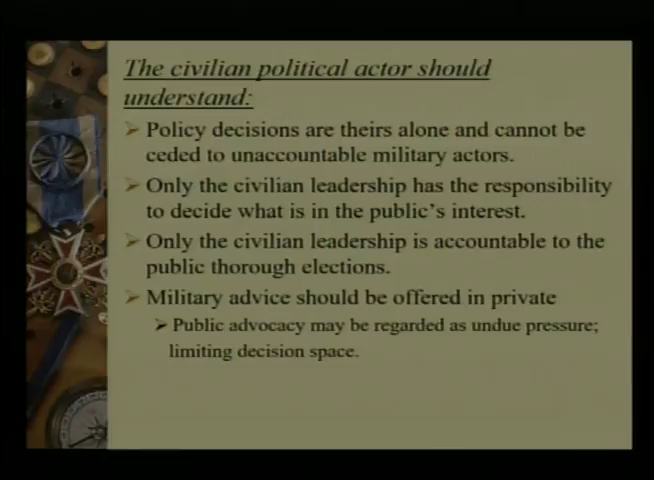 The civilian political actor should
understand:
Policy decisions are theirs alone and cannot be
ceded to unaccountable military actors.
Only the civilian leadership has the responsibility
to decide what is in the public's interest.
Only the civilian leadership is accountable to the
public thorough elections.
Military advice should be offered in private
Public advocacy may be regarded as undue pressure;
limiting decision space.